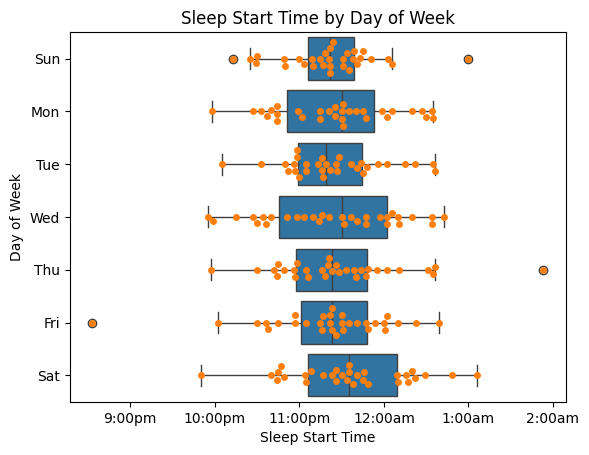 Sleep Start Time by Day of Week
Day of Week
Sun
Mon
Tue
Wed
Thu
Fri
Sat
9:00pm 10:00pm 11:00pm 12:00am 1:00am 2:00am
Sleep Start Time